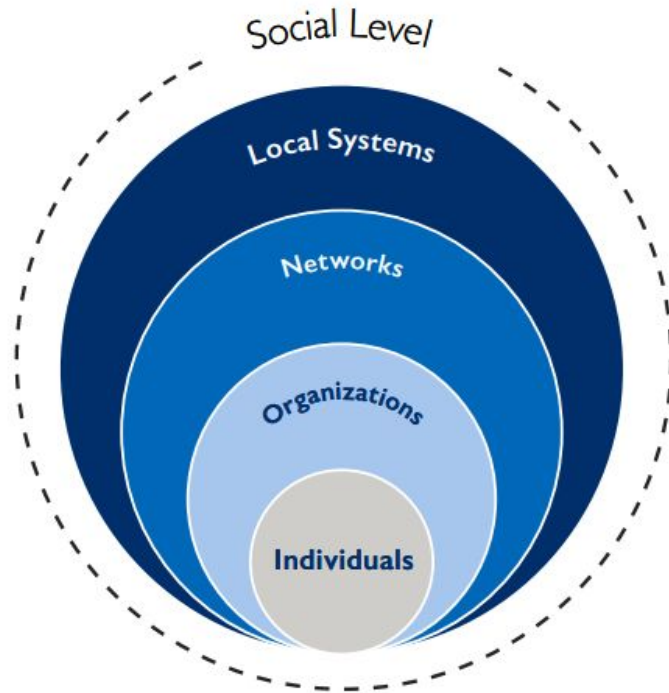 Social Level
Local Systems
Networks
Organizations
Individuals